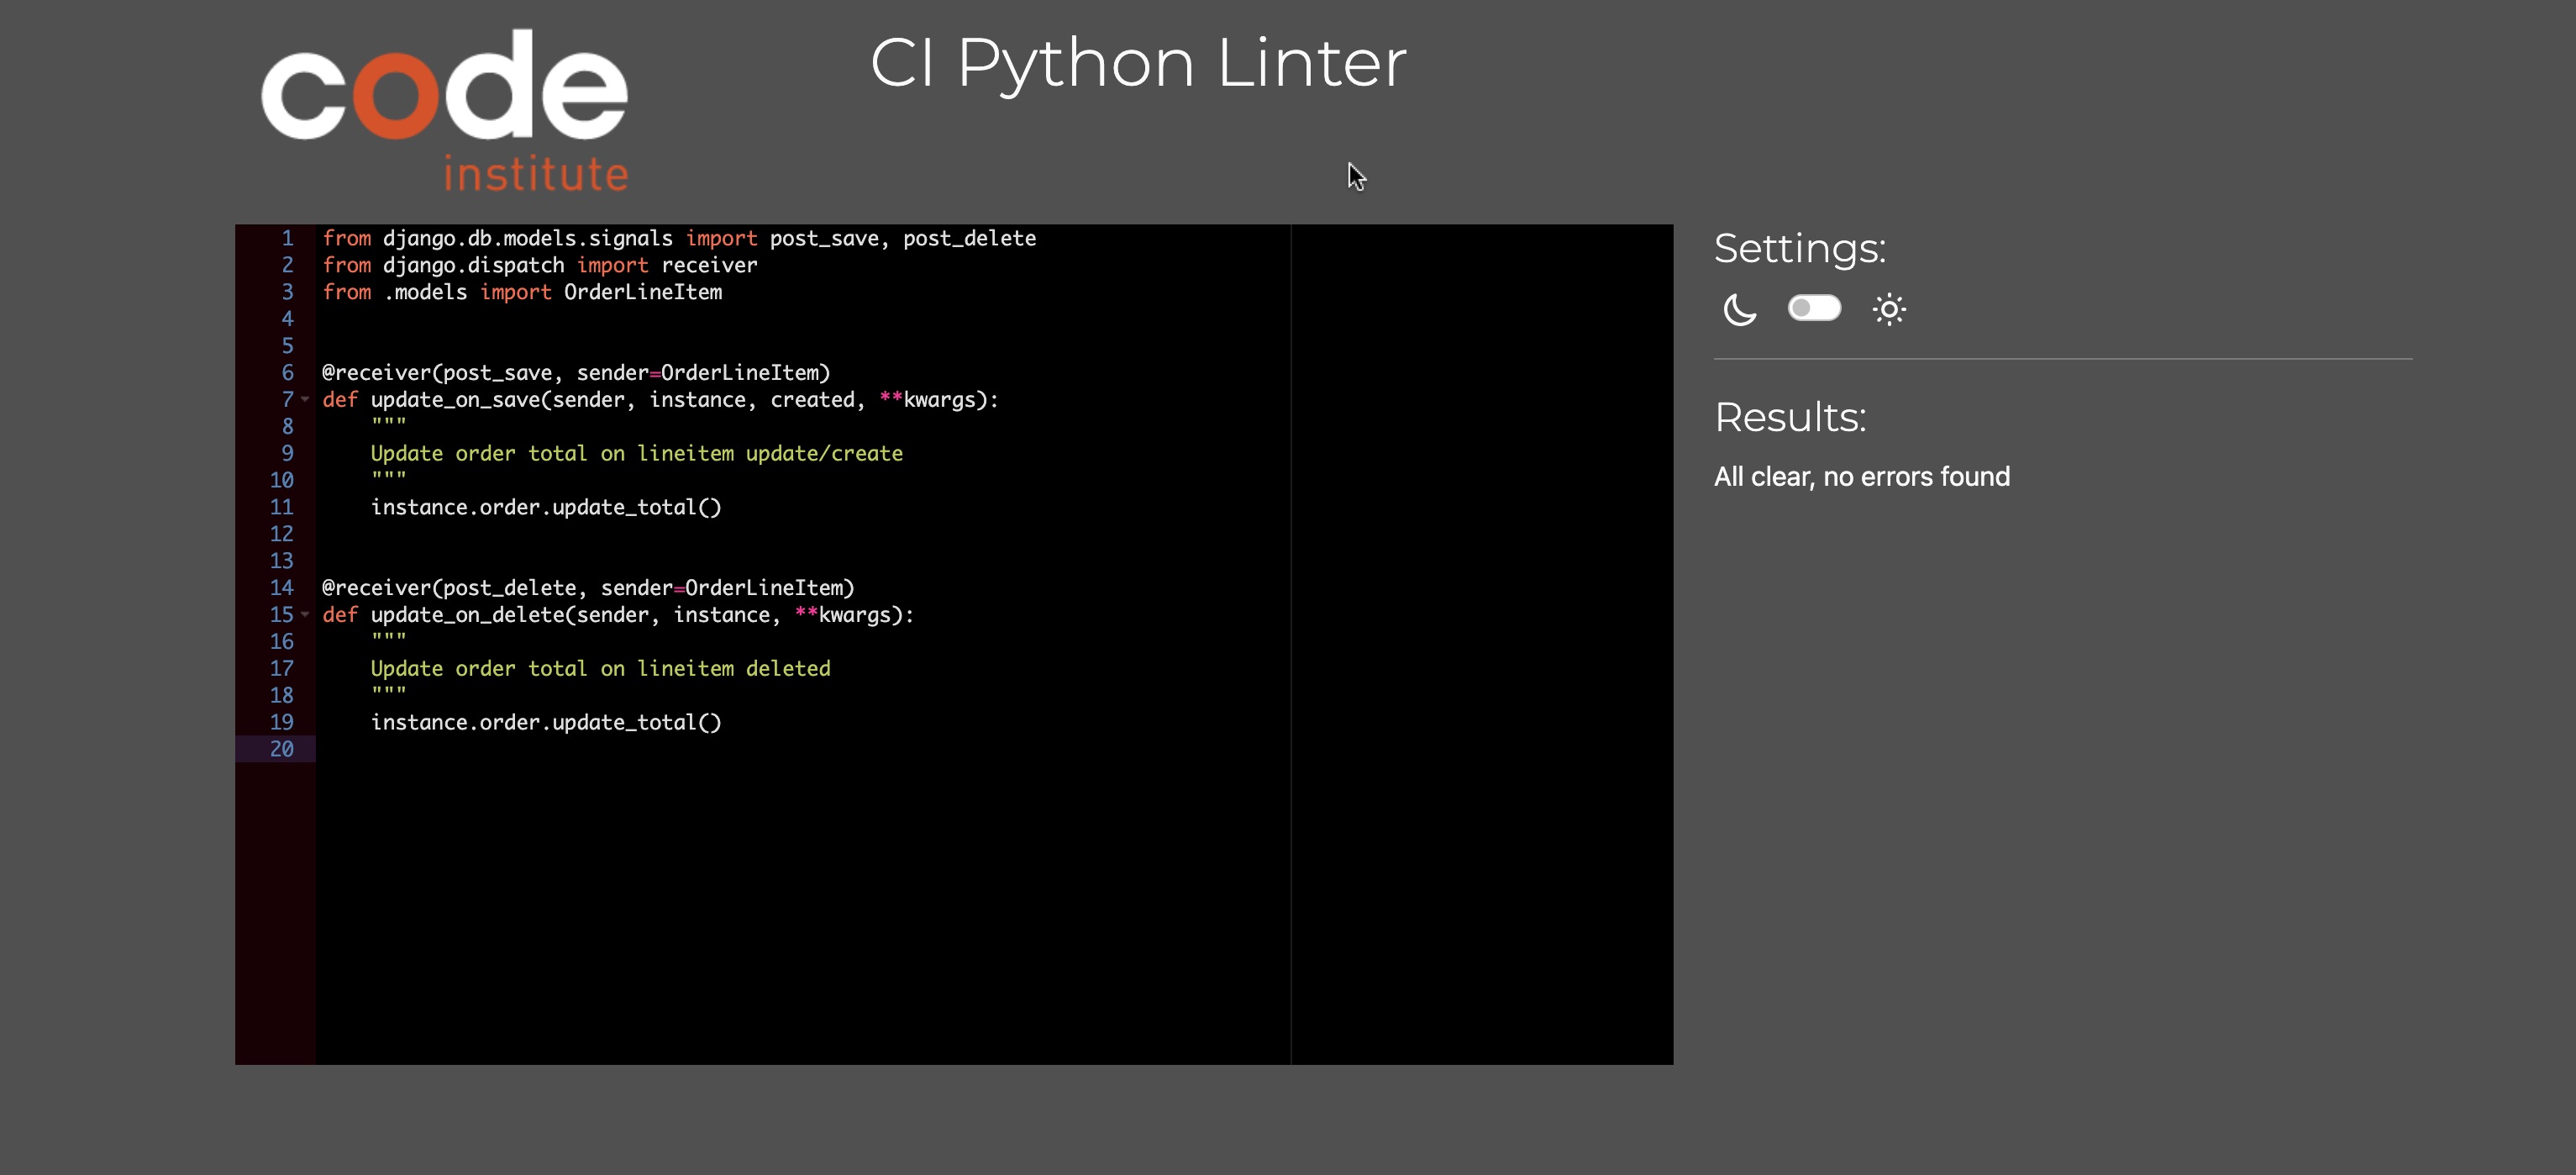 code
institute
CI Python Linter
1 from django.db.models.signals import post_save, post_delete
2 from django.dispatch import receiver
3 from .models import OrderLineItem
4
5
6 @receiver(post_save, sender=OrderLineItem)
7 def update_on_save(sender, instance, created, **kwargs):
8     """
9     Update order total on lineitem update/create
10     """
11     instance.order.update_total()
12
13
14 @receiver(post_delete, sender=OrderLineItem)
15 def update_on_delete(sender, instance, **kwargs):
16     """
17     Update order total on lineitem deleted
18     """
19     instance.order.update_total()
20
Settings:
Results:
All clear, no errors found